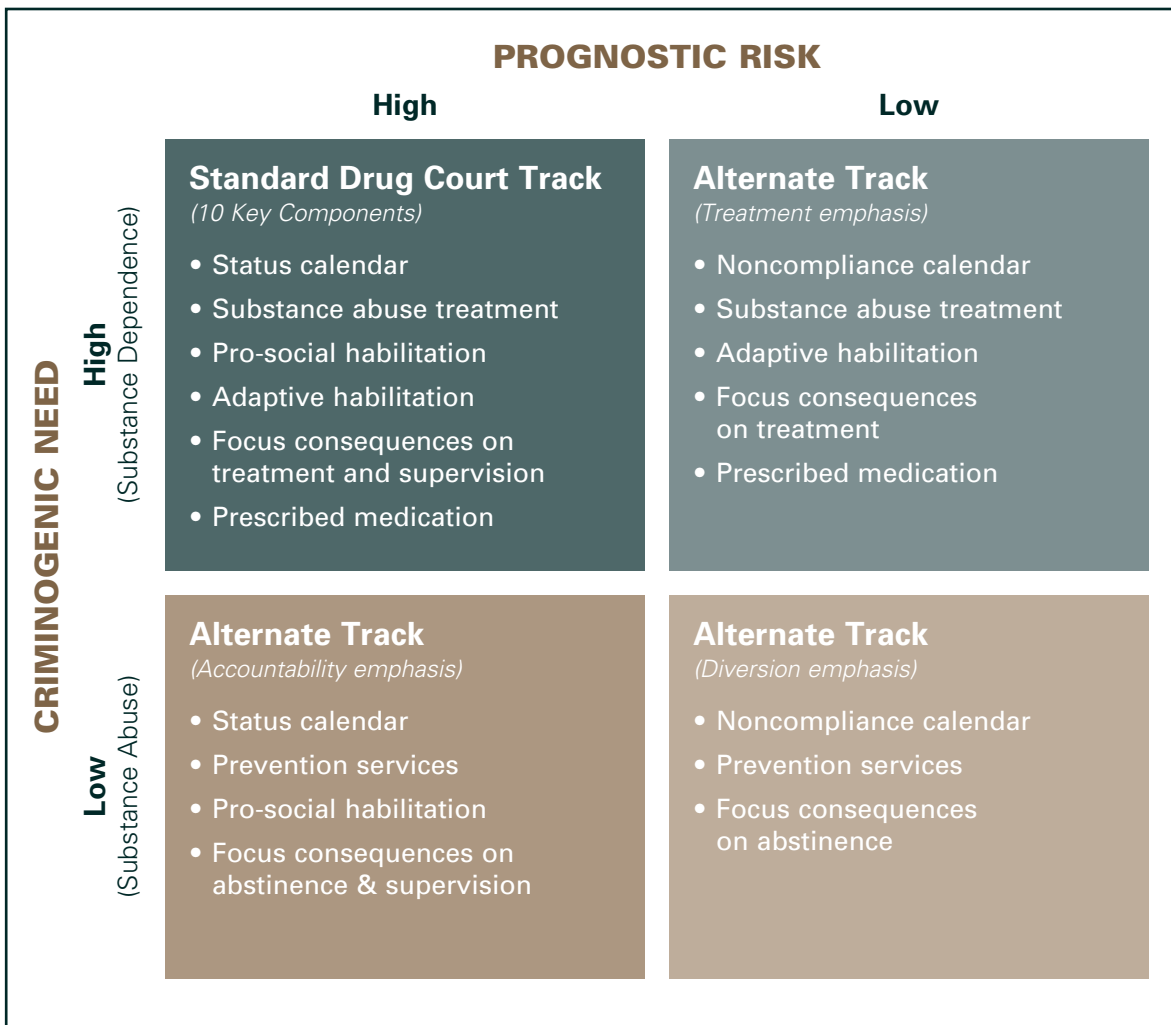 PROGNOSTIC RISK
High
Low
CRIMINOGENIC NEED
High
(Substance Dependence)
Standard Drug Court Track
(10 Key Components)
• Status calendar
• Substance abuse treatment
• Pro-social habilitation
• Adaptive habilitation
• Focus consequences on
treatment and supervision
• Prescribed medication
Alternate Track
(Treatment emphasis)
• Noncompliance calendar
• Substance abuse treatment
• Adaptive habilitation
• Focus consequences
on treatment
• Prescribed medication
Low
(Substance Abuse)
Alternate Track
(Accountability emphasis)
• Status calendar
• Prevention services
• Pro-social habilitation
• Focus consequences on
abstinence & supervision
Alternate Track
(Diversion emphasis)
• Noncompliance calendar
• Prevention services
• Focus consequences
on abstinence